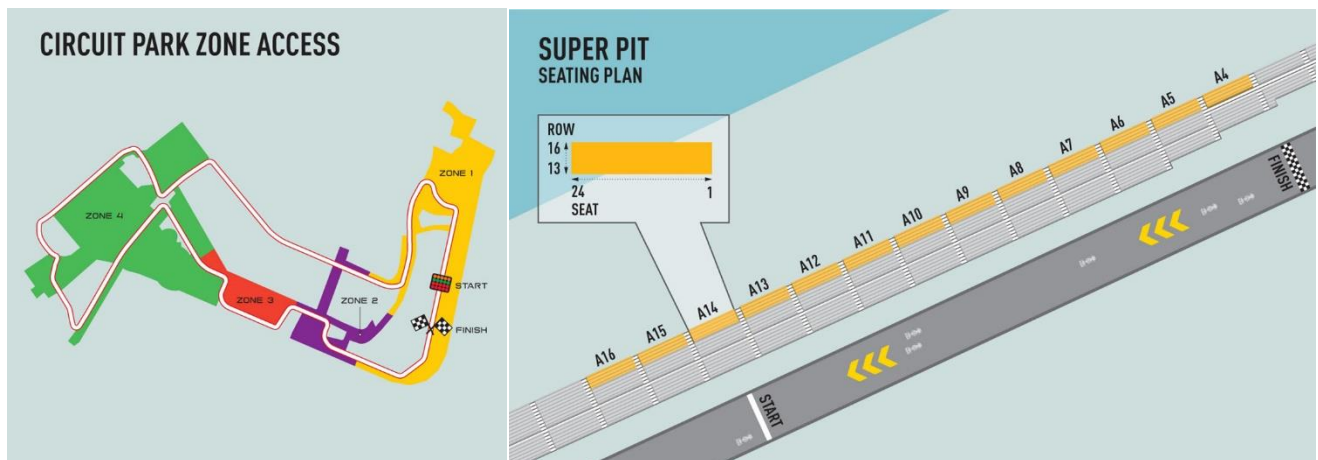 CIRCUIT PARK ZONE ACCESS
ZONE 1
ZONE 4
START
ZONE 3
ZONE 2
FINISH
SUPER PIT
SEATING PLAN
ROW
16
13
24
1
SEAT
A4
A5
A6
A7
A8
A9
A10
A11
A12
A13
A14
A15
A16
FINISH
START